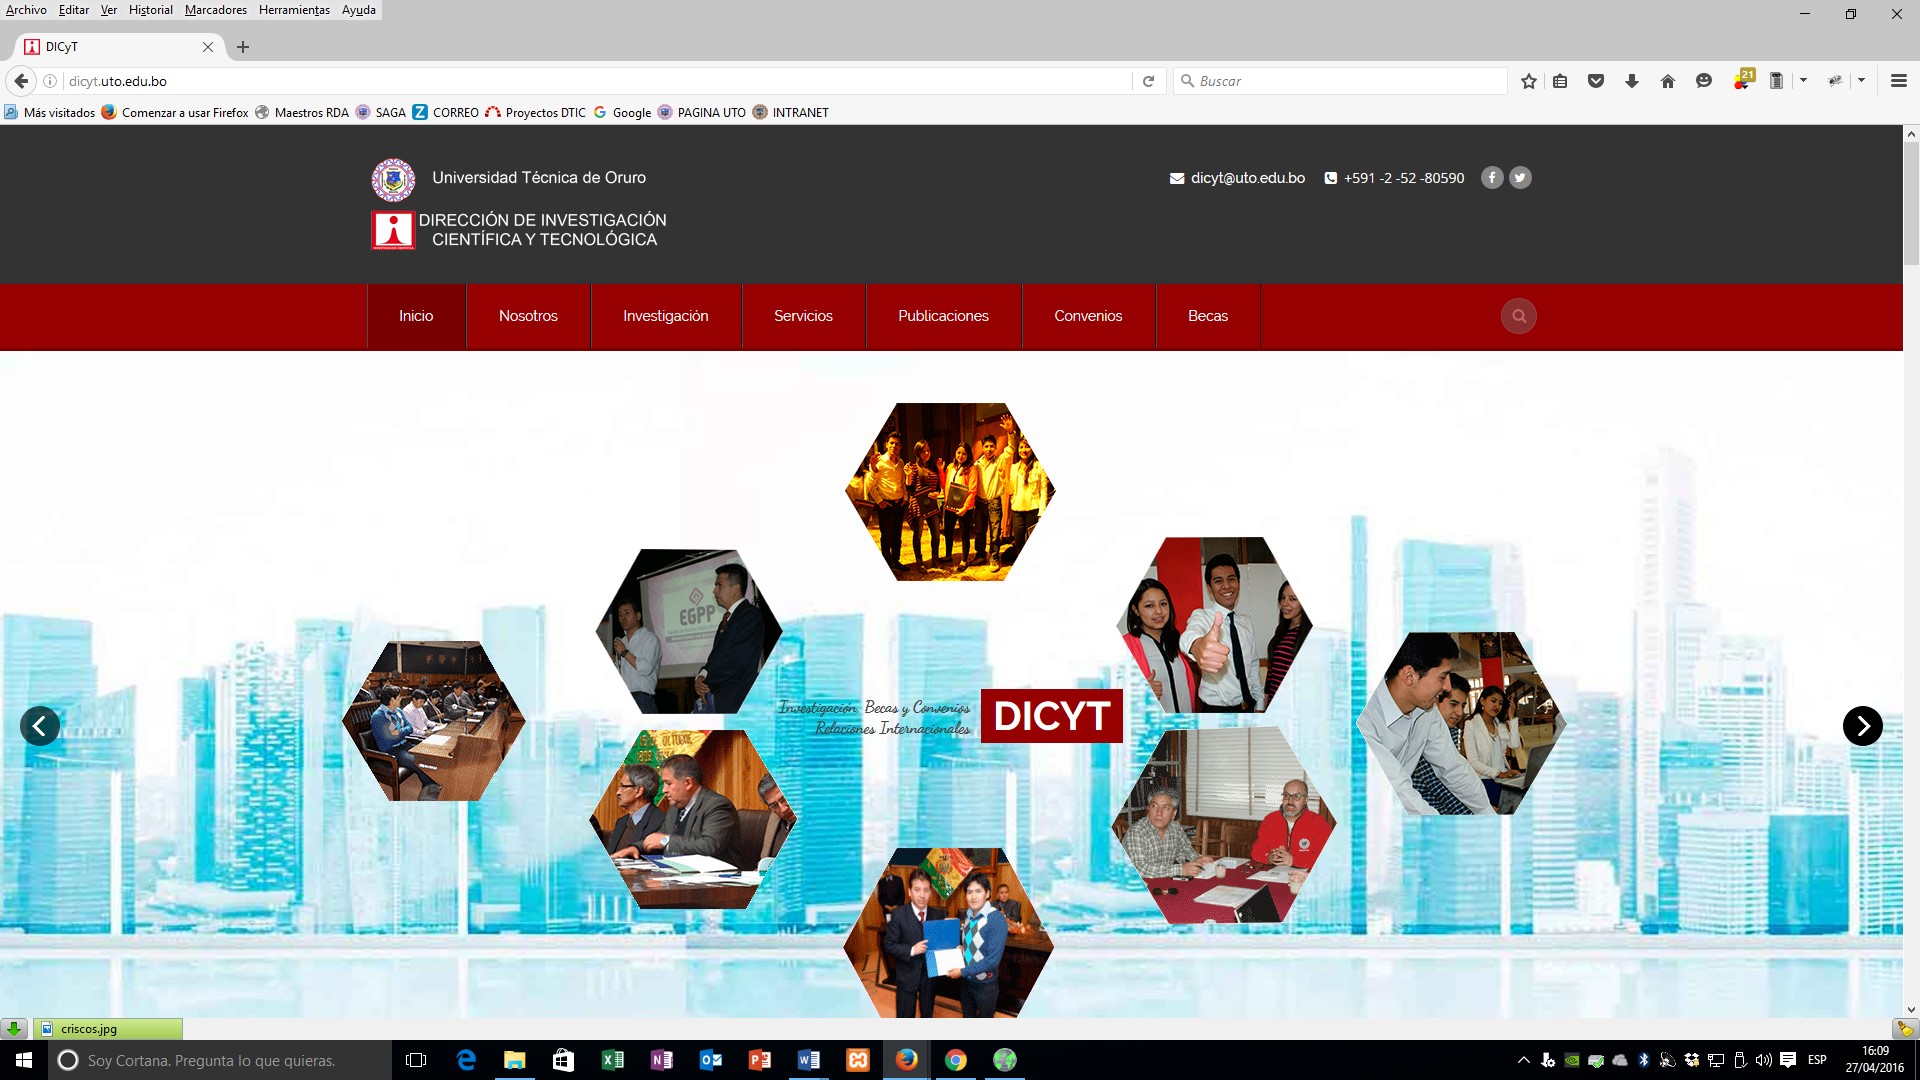 Archivo Editar Ver Historial Marcadores Herramientas Ayuda
DICyT
dicyt.uto.edu.bo
Buscar
21
Más visitados Comenzar a usar Firefox Maestros RDA SAGA CORREO Proyectos DTIC Google PAGINA UTO INTRANET
Universidad Técnica de Oruro
dicyt@uto.edu.bo +591 -2 -52 -80590
DIRECCIÓN DE INVESTIGACIÓN
CIENTÍFICA Y TECNOLÓGICA
Inicio Nosotros Investigación Servicios Publicaciones Convenios Becas
EGPP
Investigación, Becas y Convenios
Relaciones Internacionales
DICYT
criscos.jpg
Soy Cortana. Pregunta lo que quieras.
ESP
16:09
27/04/2016